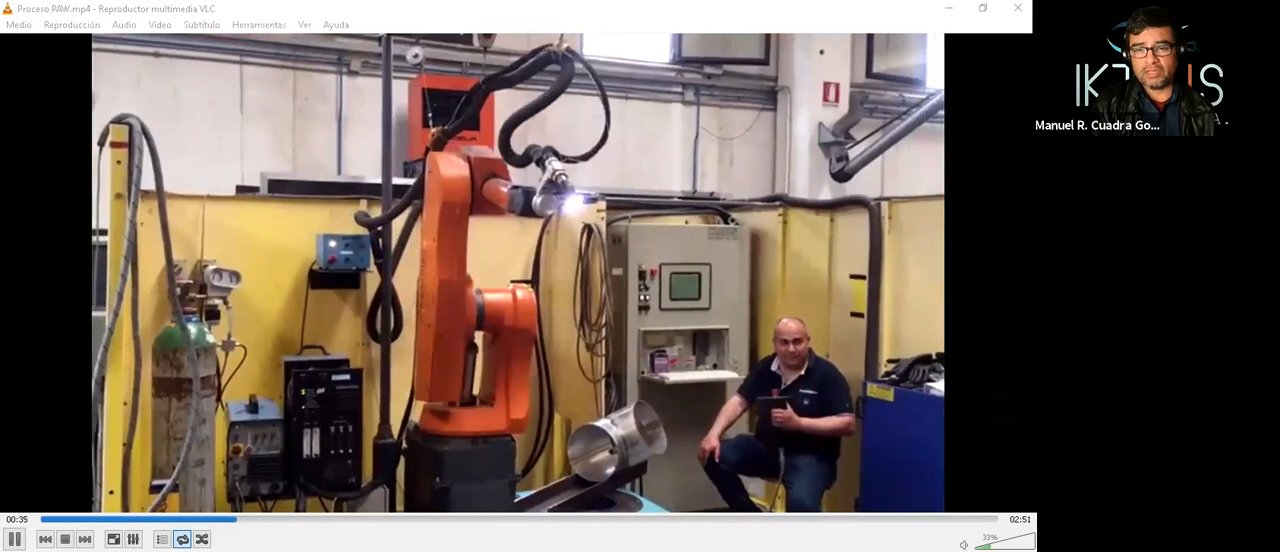 Proceso PAW.mp4 - Reproductor multimedia VLC
Medio Reproducción Audio Vídeo Subtítulo Herramientas Ver Ayuda
Manuel R. Cuadra Go...
00:35
02:51
33%